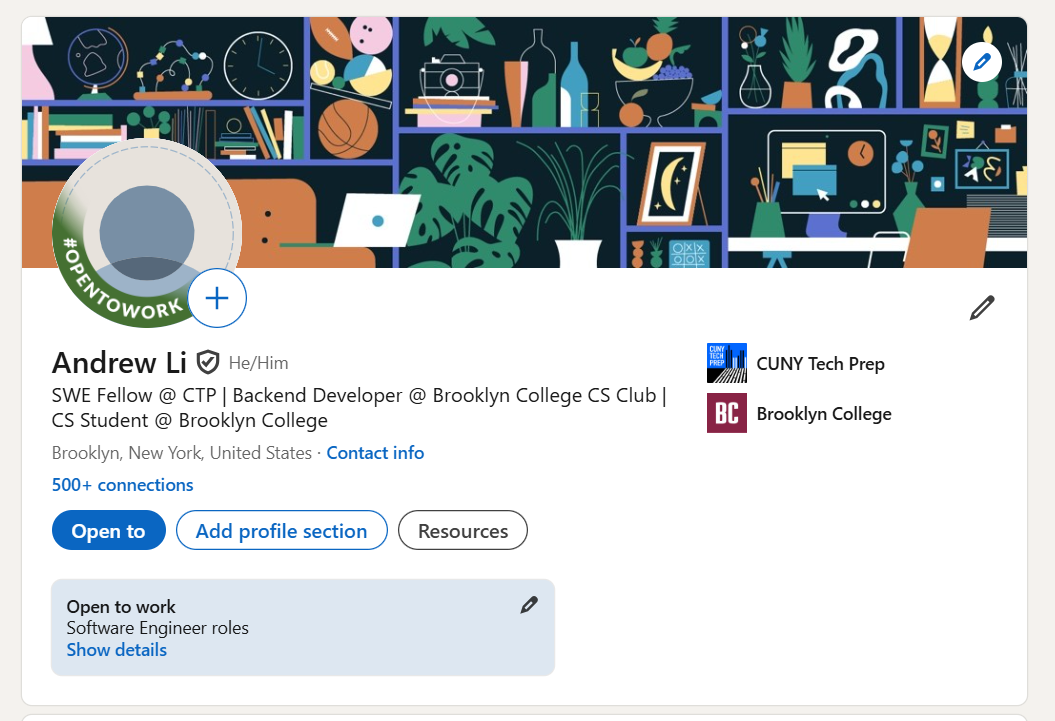 #OPENTOWORK
Andrew Li He/Him
SWE Fellow @ CTP | Backend Developer @ Brooklyn College CS Club |
CS Student @ Brooklyn College
Brooklyn, New York, United States · Contact info
500+ connections
Open to
Add profile section
Resources
CUNY
TECH
PREP
CUNY Tech Prep
BC
Brooklyn College
Open to work
Software Engineer roles
Show details